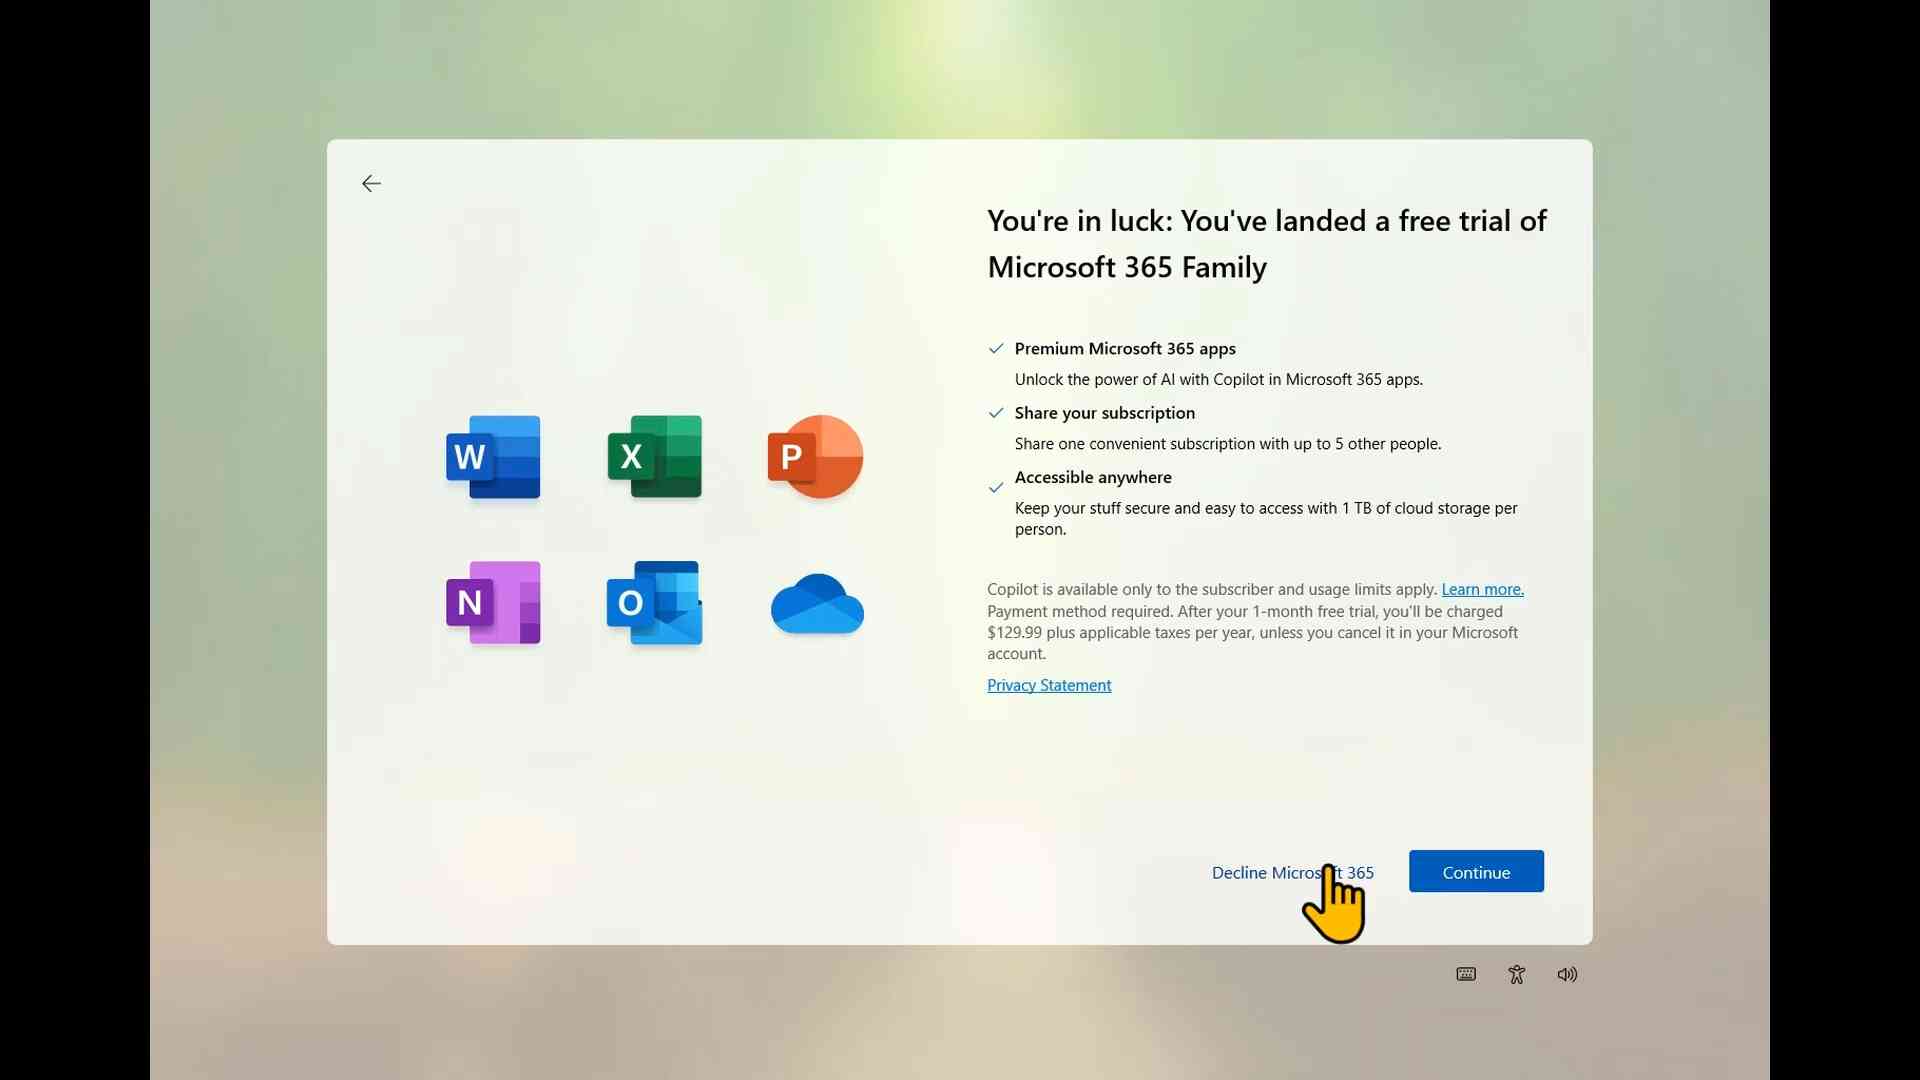 You're in luck: You've landed a free trial of
Microsoft 365 Family
Premium Microsoft 365 apps
Unlock the power of AI with Copilot in Microsoft 365 apps.
Share your subscription
Share one convenient subscription with up to 5 other people.
Accessible anywhere
Keep your stuff secure and easy to access with 1 TB of cloud storage per
person.
W
X
P
N
O
Copilot is available only to the subscriber and usage limits apply. Learn more.
Payment method required. After your 1-month free trial, you'll be charged
$129.99 plus applicable taxes per year, unless you cancel it in your Microsoft
account.
Privacy Statement
Decline Microsoft 365
Continue